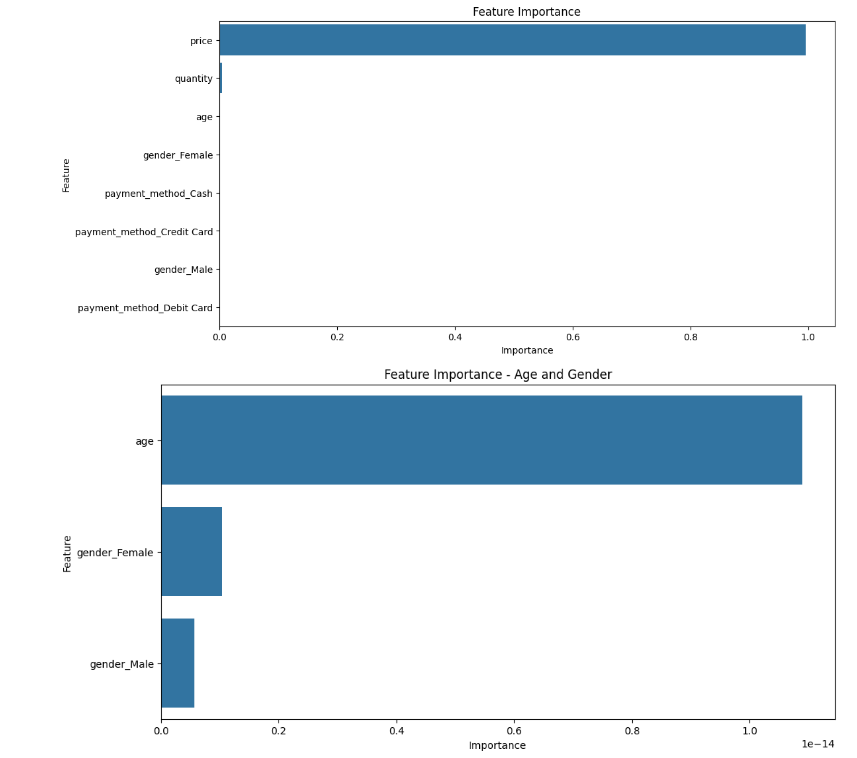 Feature Importance
price
quantity
age
gender_Female
payment_method_Cash
payment_method_Credit Card
gender_Male
payment_method_Debit Card
Feature
0.0 0.2 0.4 0.6 0.8 1.0
Importance
Feature Importance - Age and Gender
age
gender_Female
gender_Male
Feature
0.0 0.2 0.4 0.6 0.8 1.0
1e−14
Importance